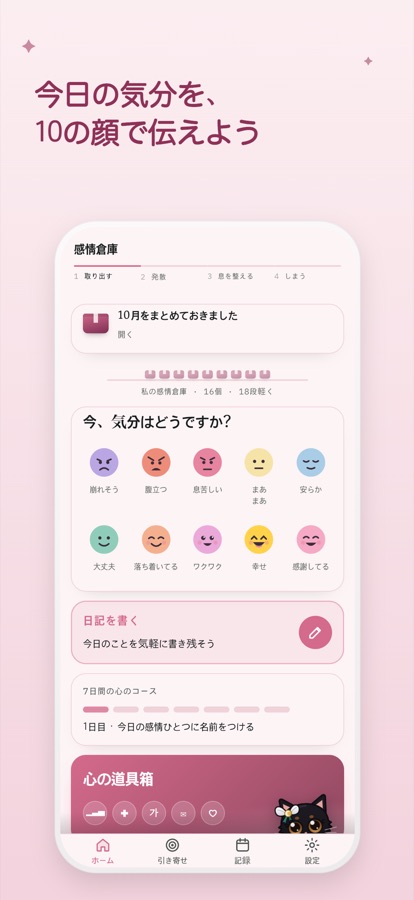 今日の気分を、
10の顔で伝えよう
感情倉庫
1 取り出す 2 発散 3 息を整える 4 しまう
10月をまとめておきました
開く
私の感情倉庫 · 16個 · 18段軽く
今、気分はどうですか?
崩れそう 腹立つ 息苦しい まあ 安らか
まあ
大丈夫 落ち着いてる ワクワク 幸せ 感謝してる
日記を書く
今日のことを気軽に書き残そう
7日間の心のコース
1日目 · 今日の感情ひとつに名前をつける
心の道具箱
가
ホーム 引き寄せ 記録 設定